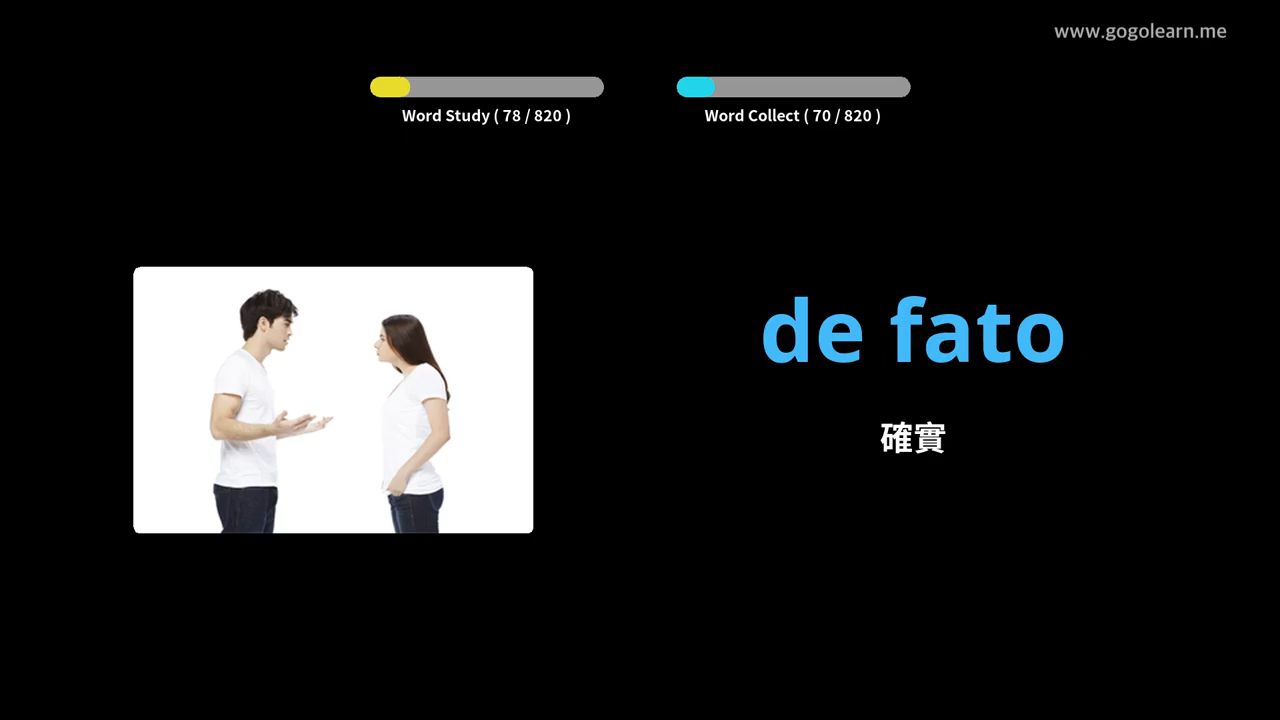 www.gogolearn.me
Word Study ( 78 / 820 )
Word Collect ( 70 / 820 )
de fato
確實